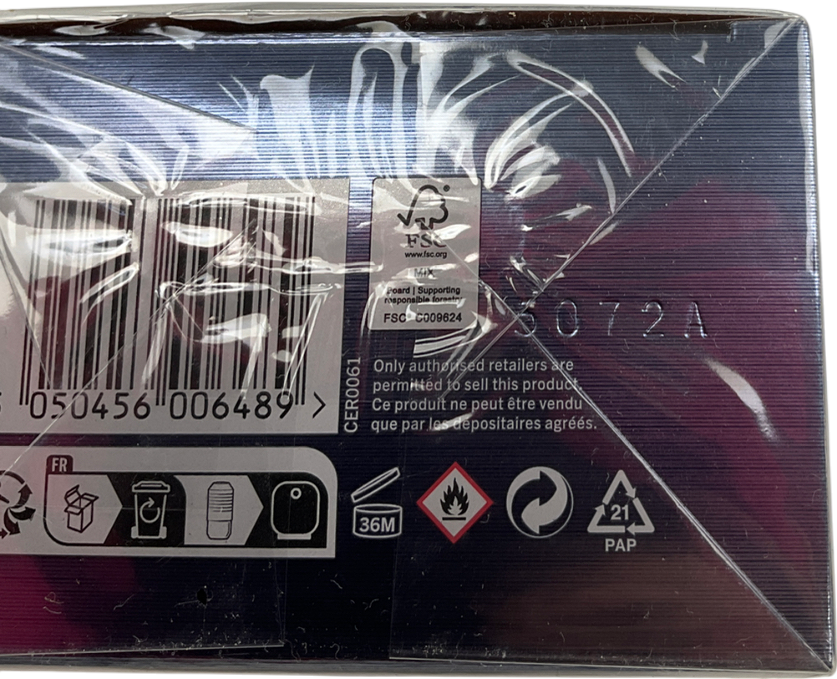 FSC
www.fsc.org
MIX
Board | Supporting
responsible forestry
FSC® C009624
5072A
CER0061
Only authorised retailers are
permitted to sell this product.
Ce produit ne peut être vendu
que par les dépositaires agréés.
050456 006489 >
FR
36M
21
PAP